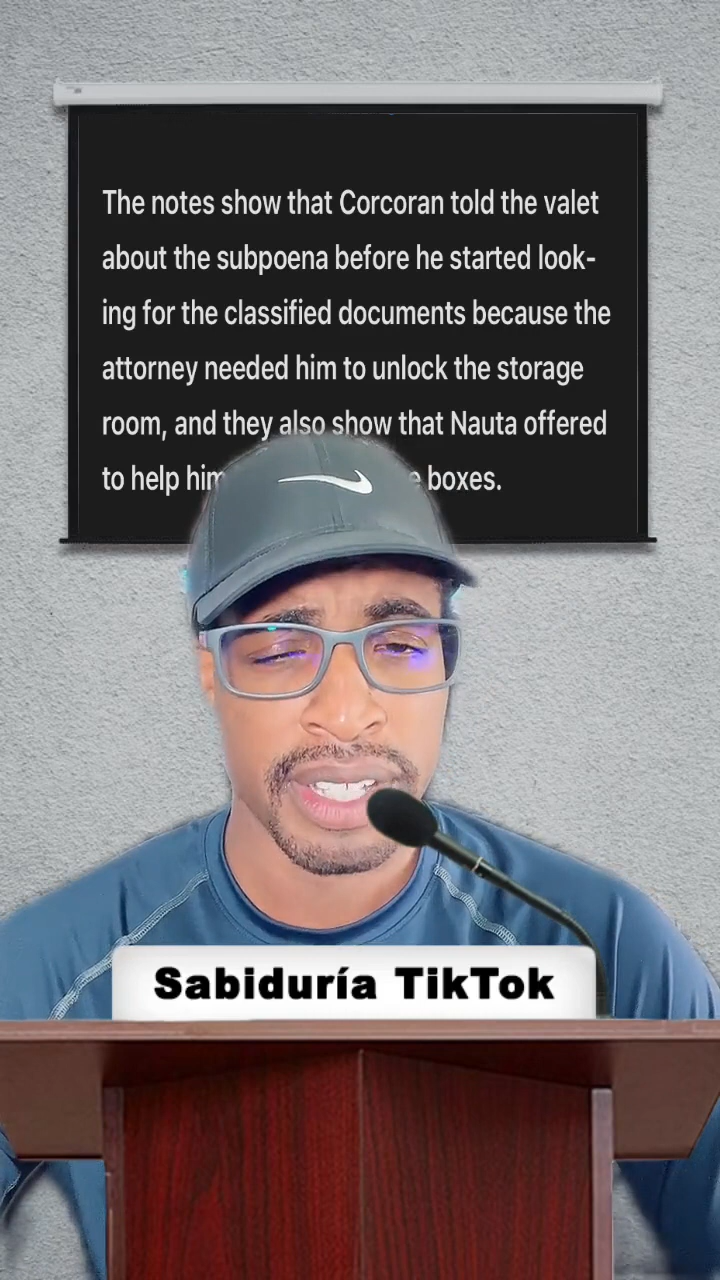 The notes show that Corcoran told the valet
about the subpoena before he started look-
ing for the classified documents because the
attorney needed him to unlock the storage
room, and they also show that Nauta offered
to help him boxes.
Sabiduría TikTok